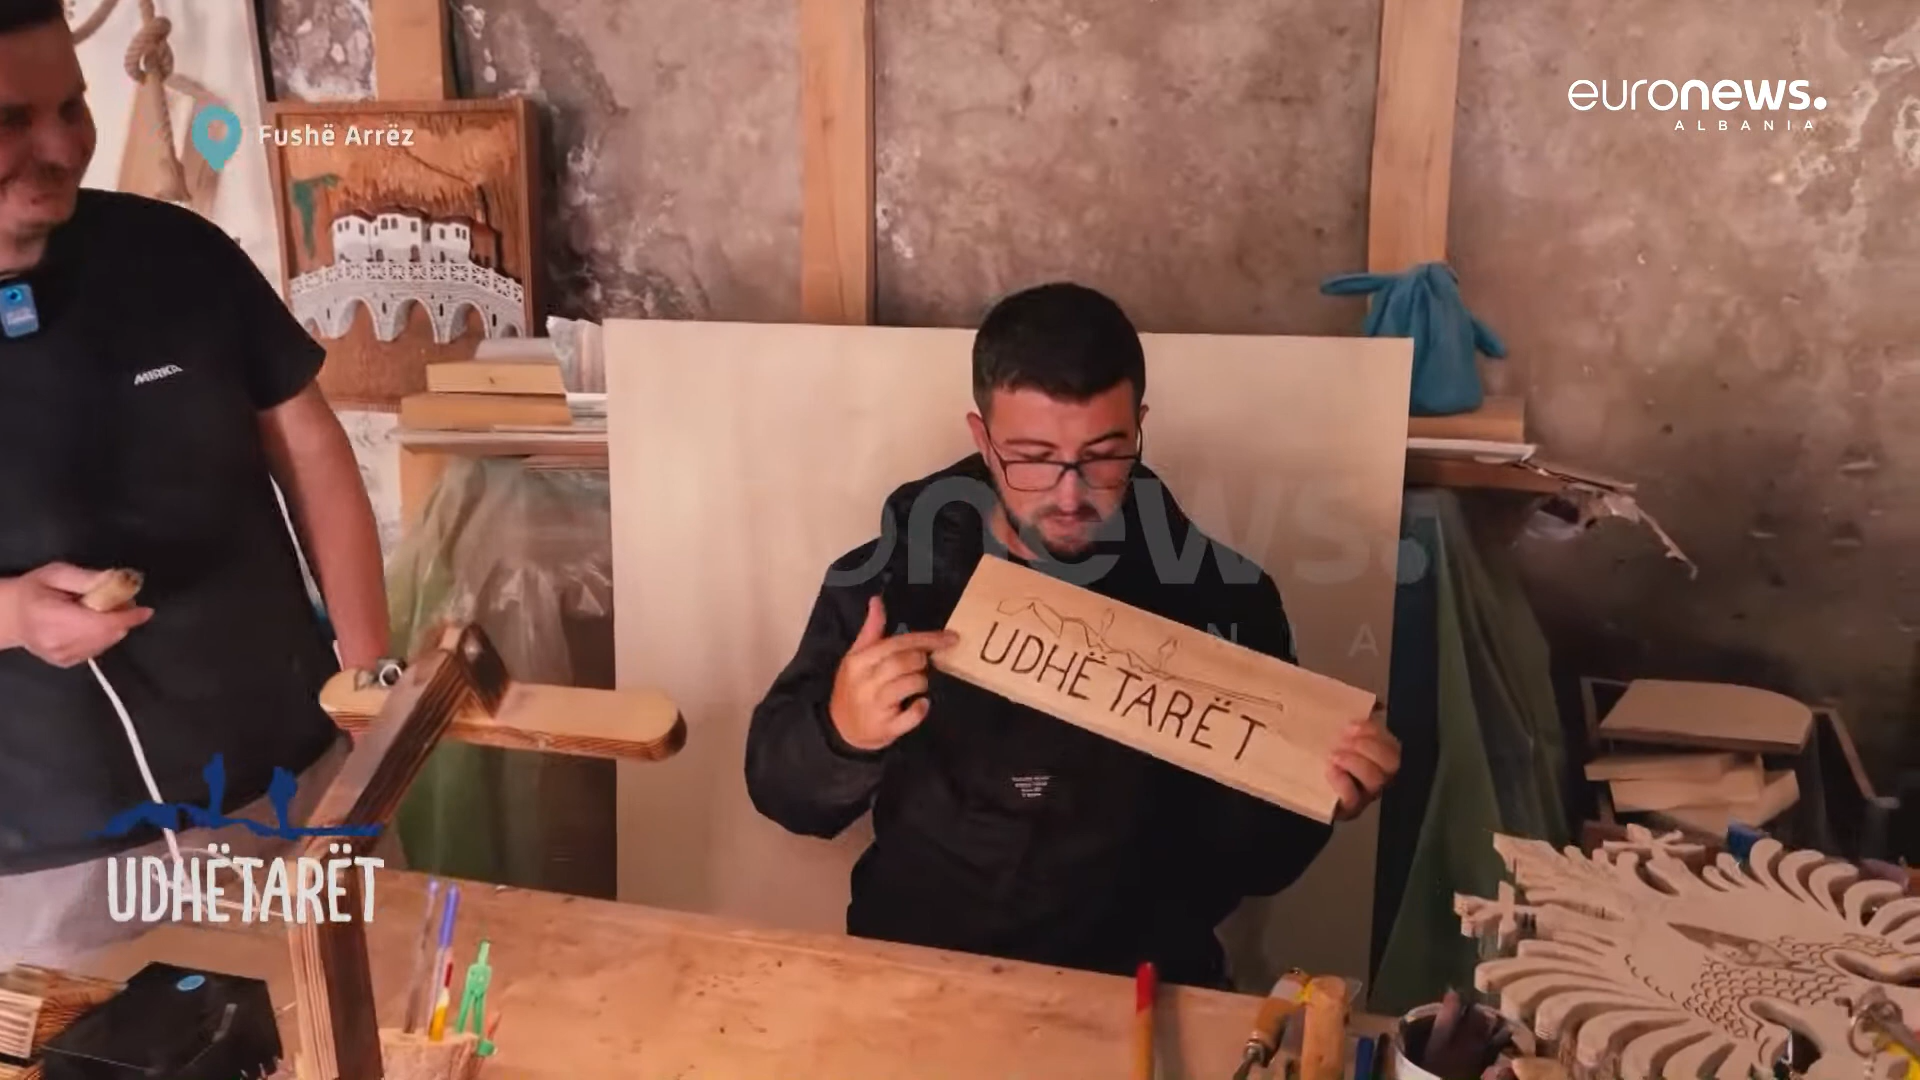 euronews.
ALBANIA
Fushë Arrëz
MIRKA
UDHËTARËT
UDHËTARËT